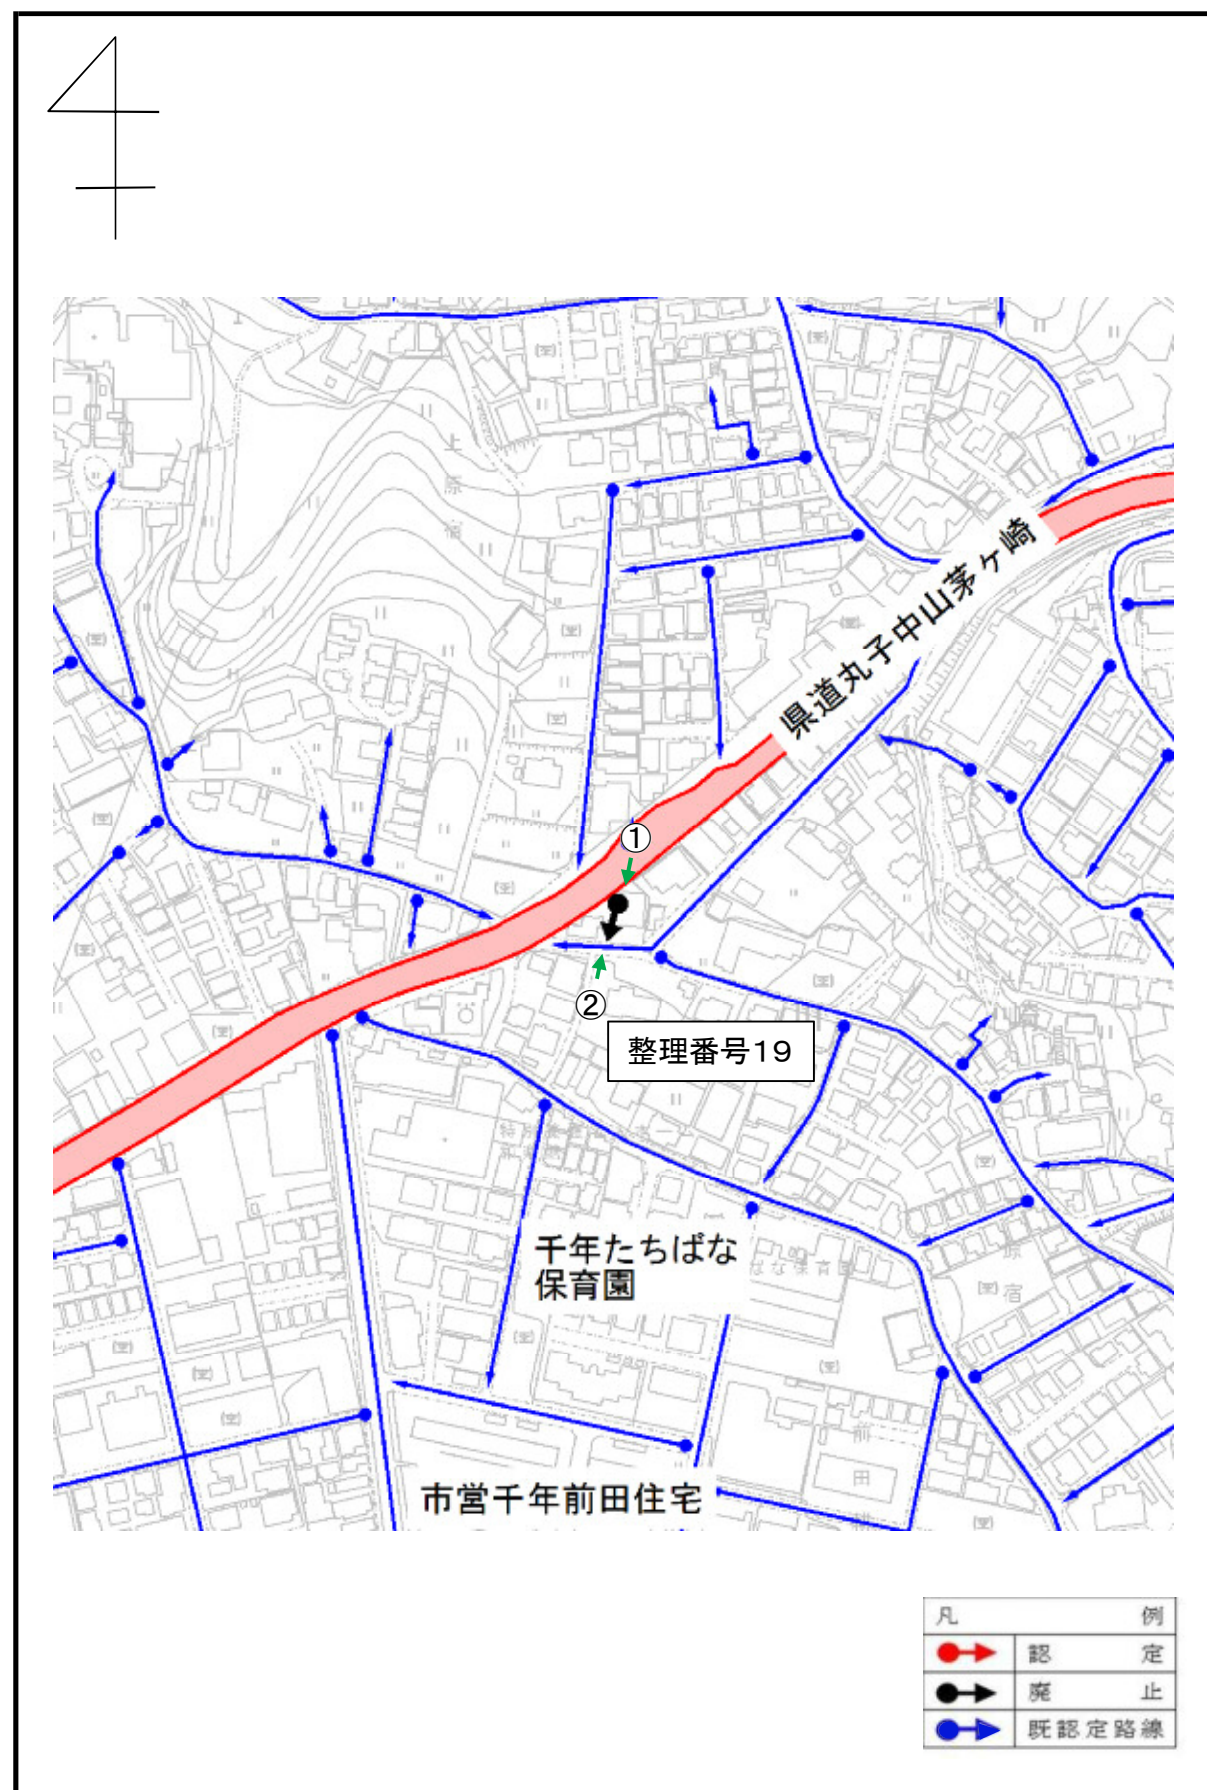 県道丸子中山茅ヶ崎
①
②
整理番号19
千年たちばな
保育園
市営千年前田住宅
凡例
認定
廃止
既認定路線